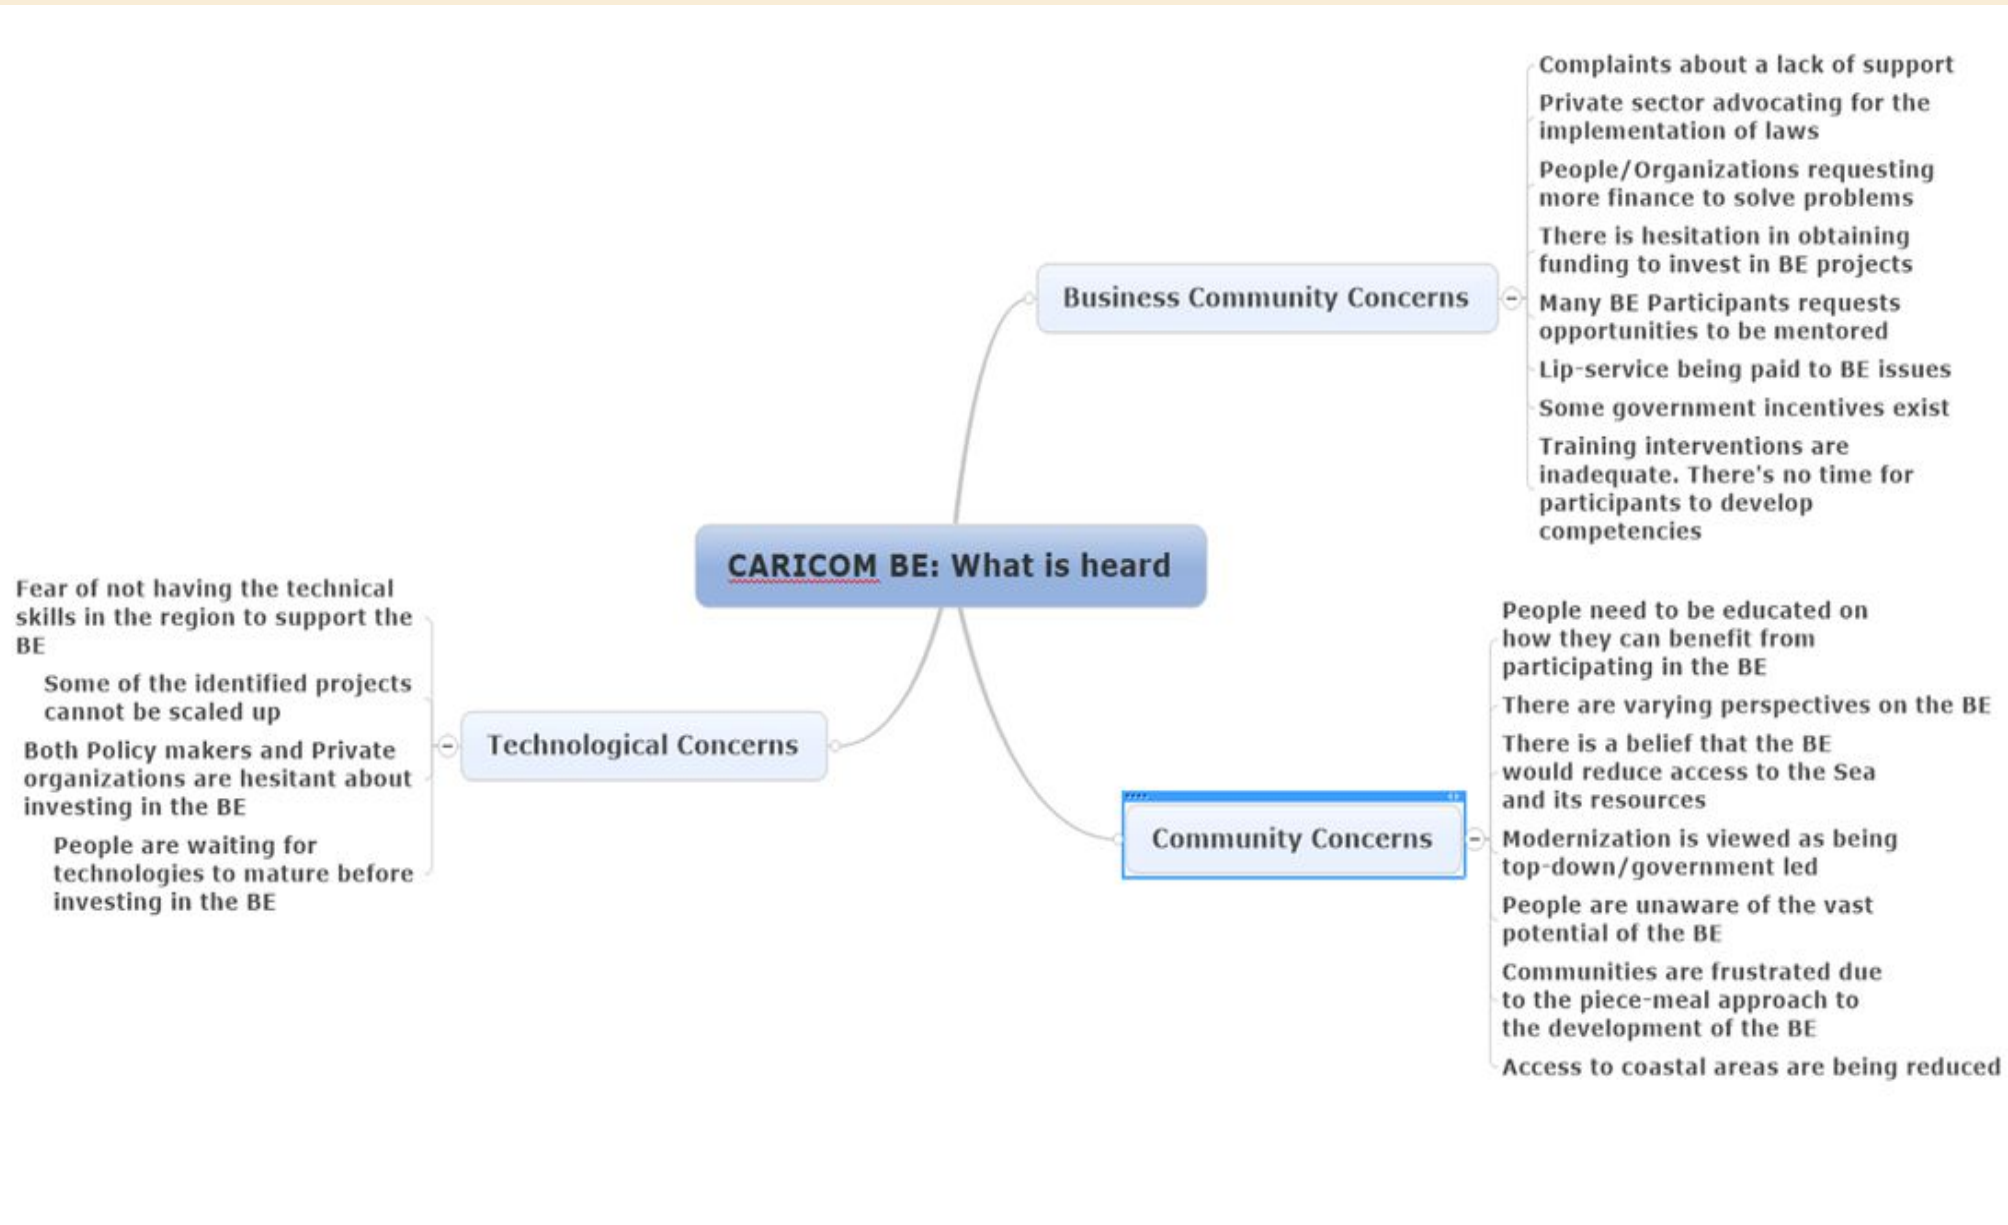 CARICOM BE: What is heard
Business Community Concerns
Complaints about a lack of support
Private sector advocating for the
implementation of laws
People/Organizations requesting
more finance to solve problems
There is hesitation in obtaining
funding to invest in BE projects
Many BE Participants requests
opportunities to be mentored
Lip-service being paid to BE issues
Some government incentives exist
Training interventions are
inadequate. There's no time for
participants to develop
competencies
Community Concerns
People need to be educated on
how they can benefit from
participating in the BE
There are varying perspectives on the BE
There is a belief that the BE
would reduce access to the Sea
and its resources
Modernization is viewed as being
top-down/government led
People are unaware of the vast
potential of the BE
Communities are frustrated due
to the piece-meal approach to
the development of the BE
Access to coastal areas are being reduced
Technological Concerns
Fear of not having the technical
skills in the region to support the
BE
Some of the identified projects
cannot be scaled up
Both Policy makers and Private
organizations are hesitant about
investing in the BE
People are waiting for
technologies to mature before
investing in the BE